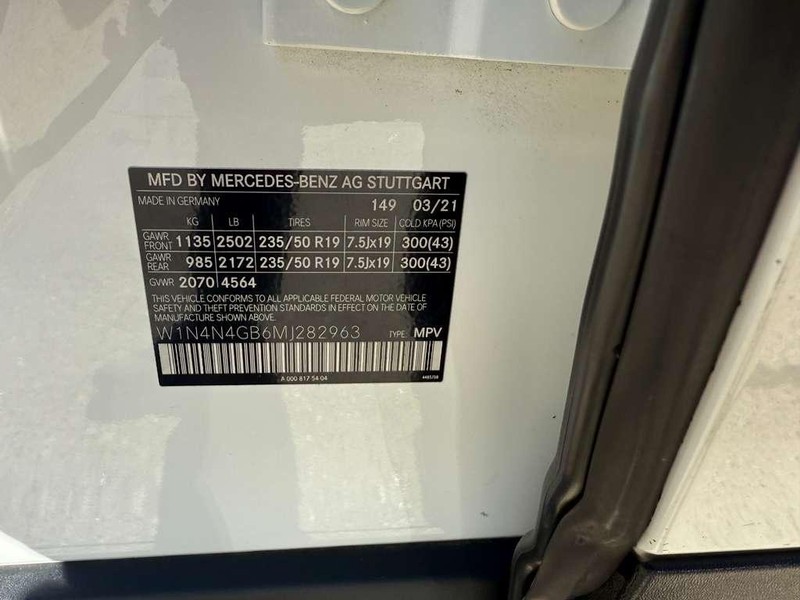 MFD BY MERCEDES-BENZ AG STUTTGART
MADE IN GERMANY 149 03/21
KG LB TIRES RIM SIZE COLD KPA (PSI)
GAWR FRONT 1135 2502 235/50 R19 7.5Jx19 300(43)
GAWR REAR 985 2172 235/50 R19 7.5Jx19 300(43)
GVWR 2070 4564
THIS VEHICLE CONFORMS TO ALL APPLICABLE FEDERAL MOTOR VEHICLE
SAFETY AND THEFT PREVENTION STANDARDS IN EFFECT ON THE DATE OF
MANUFACTURE SHOWN ABOVE.
W1N4N4GB6MJ282963 TYPE: MPV
A 000 817 54 04